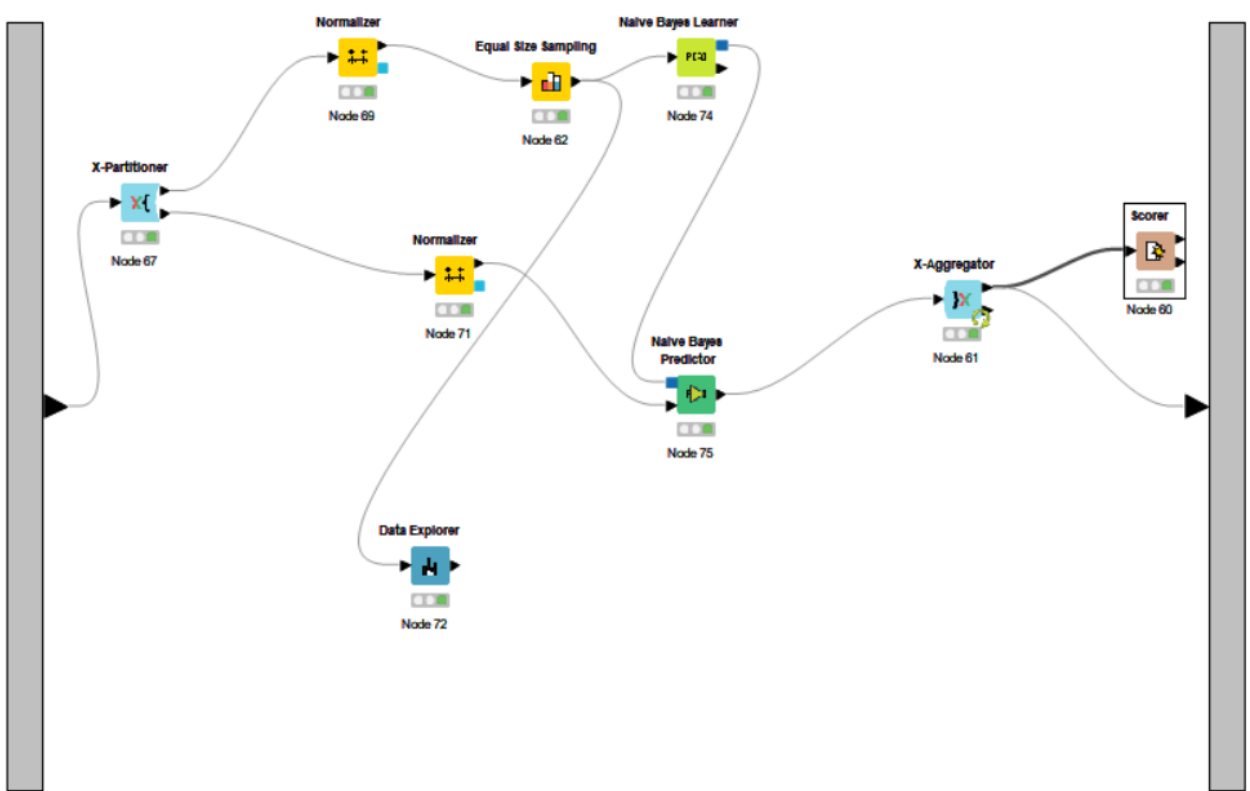 Normalizer
Node 69
Equal Size Sampling
Node 62
Naive Bayes Learner
Node 74
X-Partitioner
Node 67
Normalizer
Node 71
Naive Bayes
Predictor
Node 75
X-Aggregator
Node 61
Scorer
Node 60
Data Explorer
Node 72